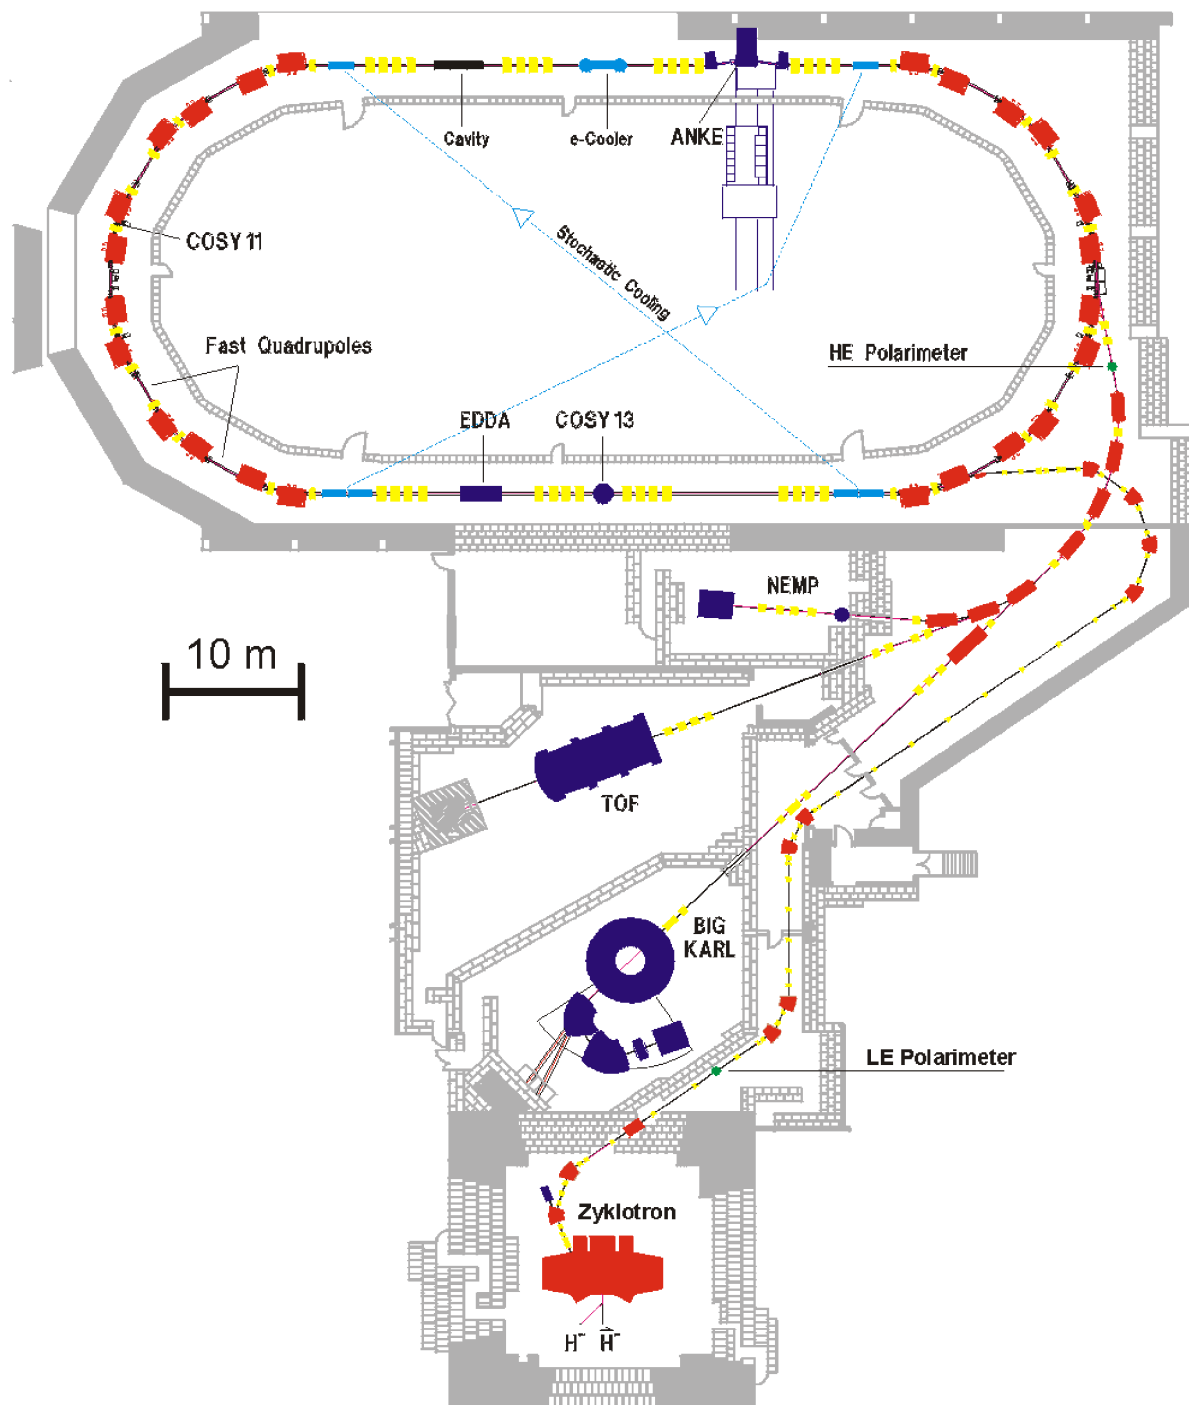 Cavity
e-Cooler
ANKE
COSY 11
Stochastic Cooling
Fast Quadrupoles
HE Polarimeter
EDDA
COSY 13
NEMP
10 m
TOF
BIG
KARL
LE Polarimeter
Zyklotron
H⁻ H⃗⁻